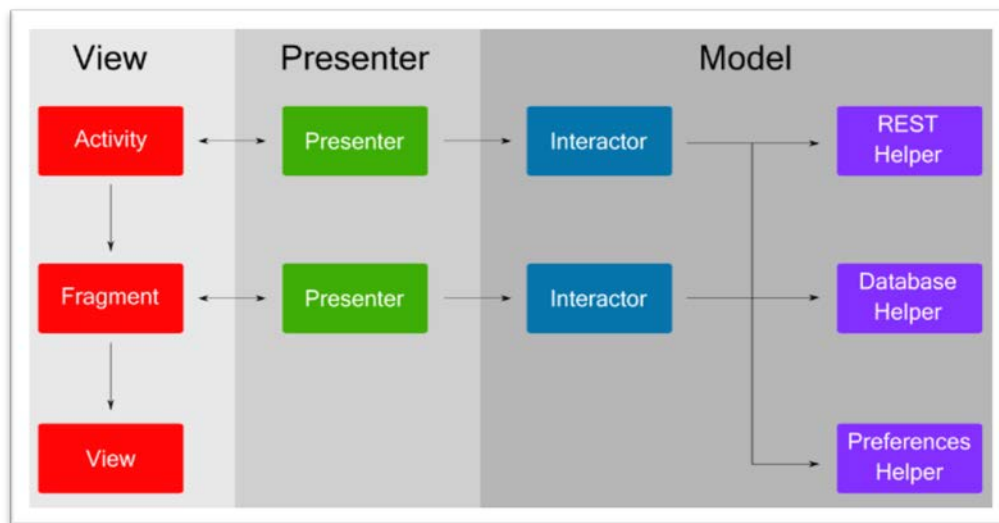 View
Presenter
Model
Activity
Presenter
Interactor
REST
Helper
Fragment
Presenter
Interactor
Database
Helper
View
Preferences
Helper